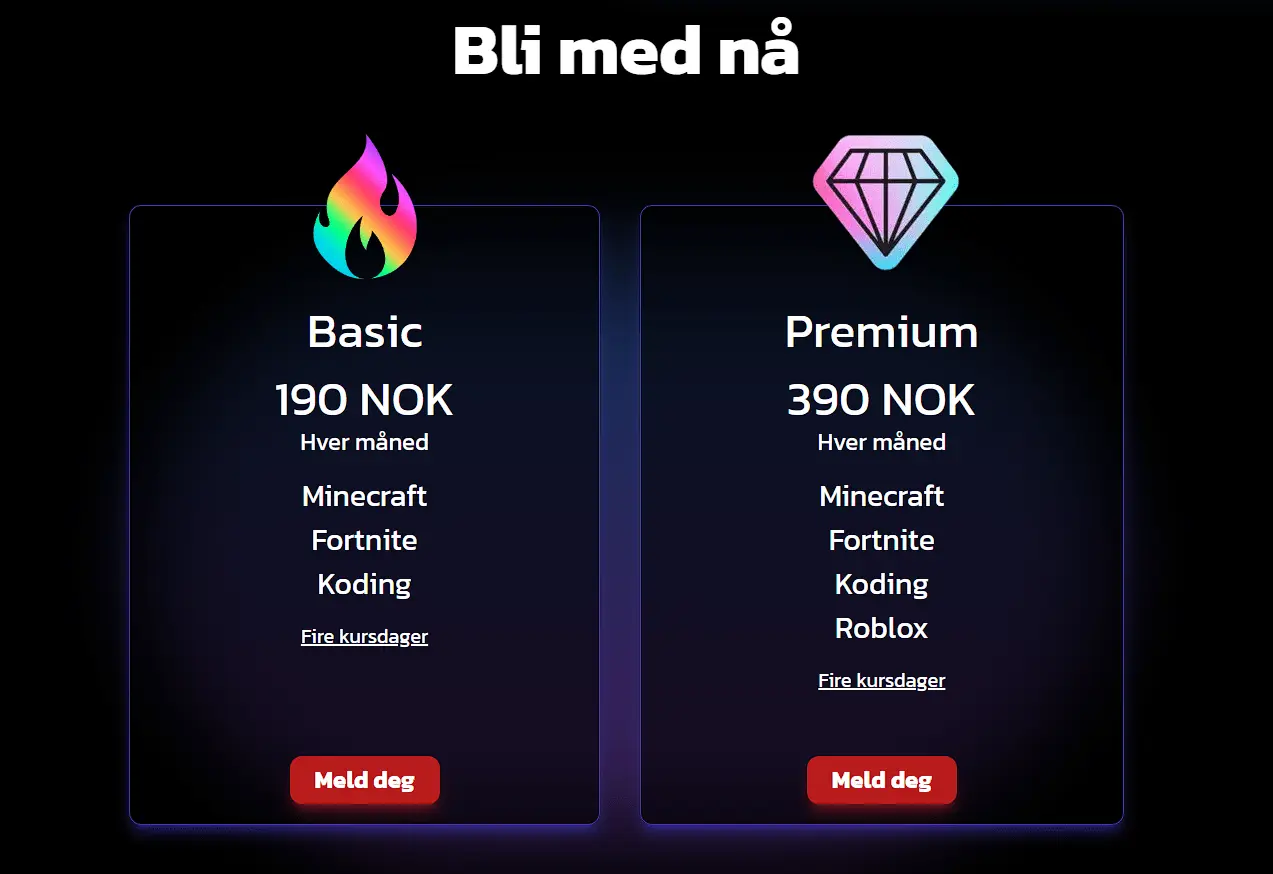 Bli med nå
Basic
190 NOK
Hver måned
Minecraft
Fortnite
Koding
Fire kursdager
Meld deg
Premium
390 NOK
Hver måned
Minecraft
Fortnite
Koding
Roblox
Fire kursdager
Meld deg